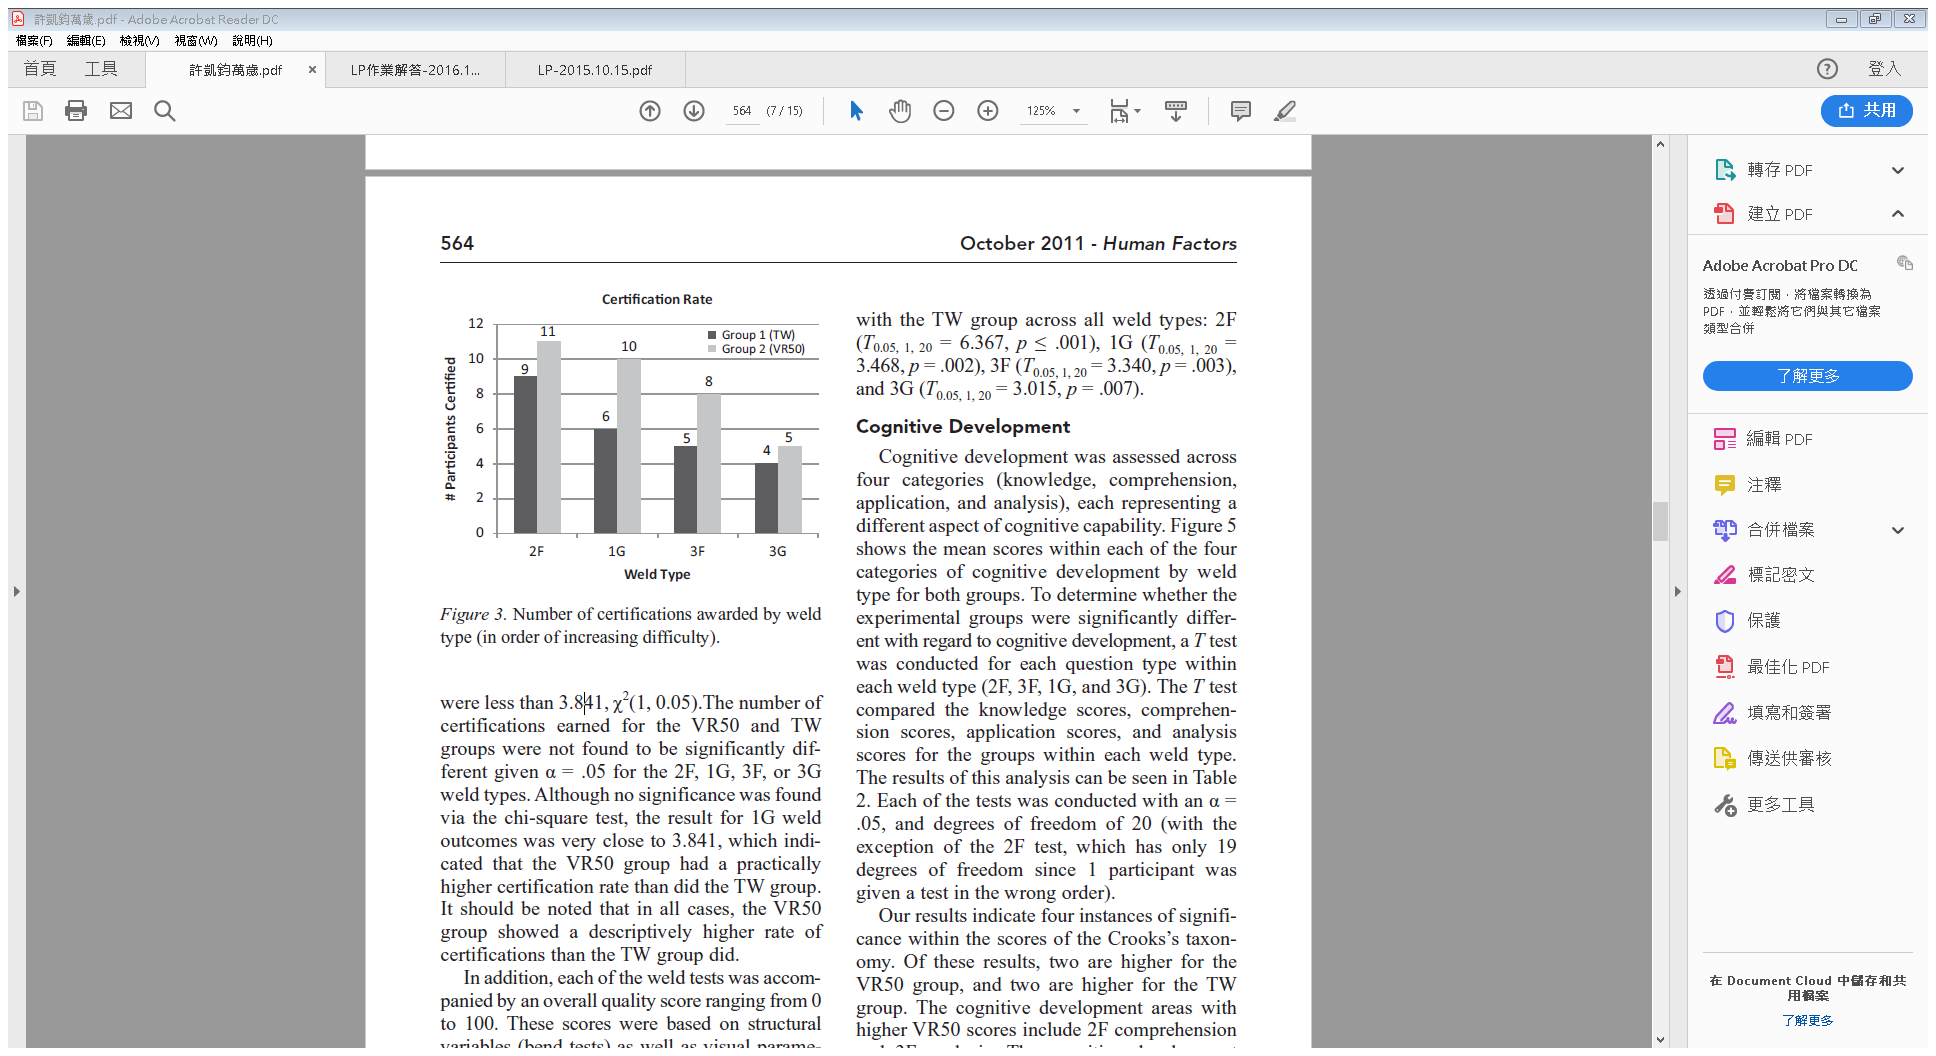 許凱鈞萬歲.pdf - Adobe Acrobat Reader DC
檔案(F) 編輯(E) 檢視(V) 視窗(W) 說明(H)
首頁 工具 許凱鈞萬歲.pdf × LP作業解答-2016.1... LP-2015.10.15.pdf 登入
564 (7 / 15) 125% 共用
564 October 2011 - Human Factors
Certification Rate
Group 1 (TW)
Group 2 (VR50)
# Participants Certified
12
10
8
6
4
2
0
9 11 6 10 5 8 4 5
2F 1G 3F 3G
Weld Type
Figure 3. Number of certifications awarded by weld
type (in order of increasing difficulty).
were less than 3.841, χ²(1, 0.05).The number of
certifications earned for the VR50 and TW
groups were not found to be significantly dif-
ferent given α = .05 for the 2F, 1G, 3F, or 3G
weld types. Although no significance was found
via the chi-square test, the result for 1G weld
outcomes was very close to 3.841, which indi-
cated that the VR50 group had a practically
higher certification rate than did the TW group.
It should be noted that in all cases, the VR50
group showed a descriptively higher rate of
certifications than the TW group did.
In addition, each of the weld tests was accom-
panied by an overall quality score ranging from 0
to 100. These scores were based on structural
variables (bend tests) as well as visual parame-
with the TW group across all weld types: 2F
(T0.05, 1, 20 = 6.367, p ≤ .001), 1G (T0.05, 1, 20 =
3.468, p = .002), 3F (T0.05, 1, 20 = 3.340, p = .003),
and 3G (T0.05, 1, 20 = 3.015, p = .007).
Cognitive Development
Cognitive development was assessed across
four categories (knowledge, comprehension,
application, and analysis), each representing a
different aspect of cognitive capability. Figure 5
shows the mean scores within each of the four
categories of cognitive development by weld
type for both groups. To determine whether the
experimental groups were significantly differ-
ent with regard to cognitive development, a T test
was conducted for each question type within
each weld type (2F, 3F, 1G, and 3G). The T test
compared the knowledge scores, comprehen-
sion scores, application scores, and analysis
scores for the groups within each weld type.
The results of this analysis can be seen in Table
2. Each of the tests was conducted with an α =
.05, and degrees of freedom of 20 (with the
exception of the 2F test, which has only 19
degrees of freedom since 1 participant was
given a test in the wrong order).
Our results indicate four instances of signifi-
cance within the scores of the Crooks's taxon-
omy. Of these results, two are higher for the
VR50 group, and two are higher for the TW
group. The cognitive development areas with
higher VR50 scores include 2F comprehension
轉存 PDF
建立 PDF
Adobe Acrobat Pro DC
透過付費訂閱，將檔案轉換為
PDF，並輕鬆將它們與其它檔案
類型合併
了解更多
編輯 PDF
注釋
合併檔案
標記密文
保護
最佳化 PDF
填寫和簽署
傳送供審核
更多工具
在 Document Cloud 中儲存和共
用檔案
了解更多